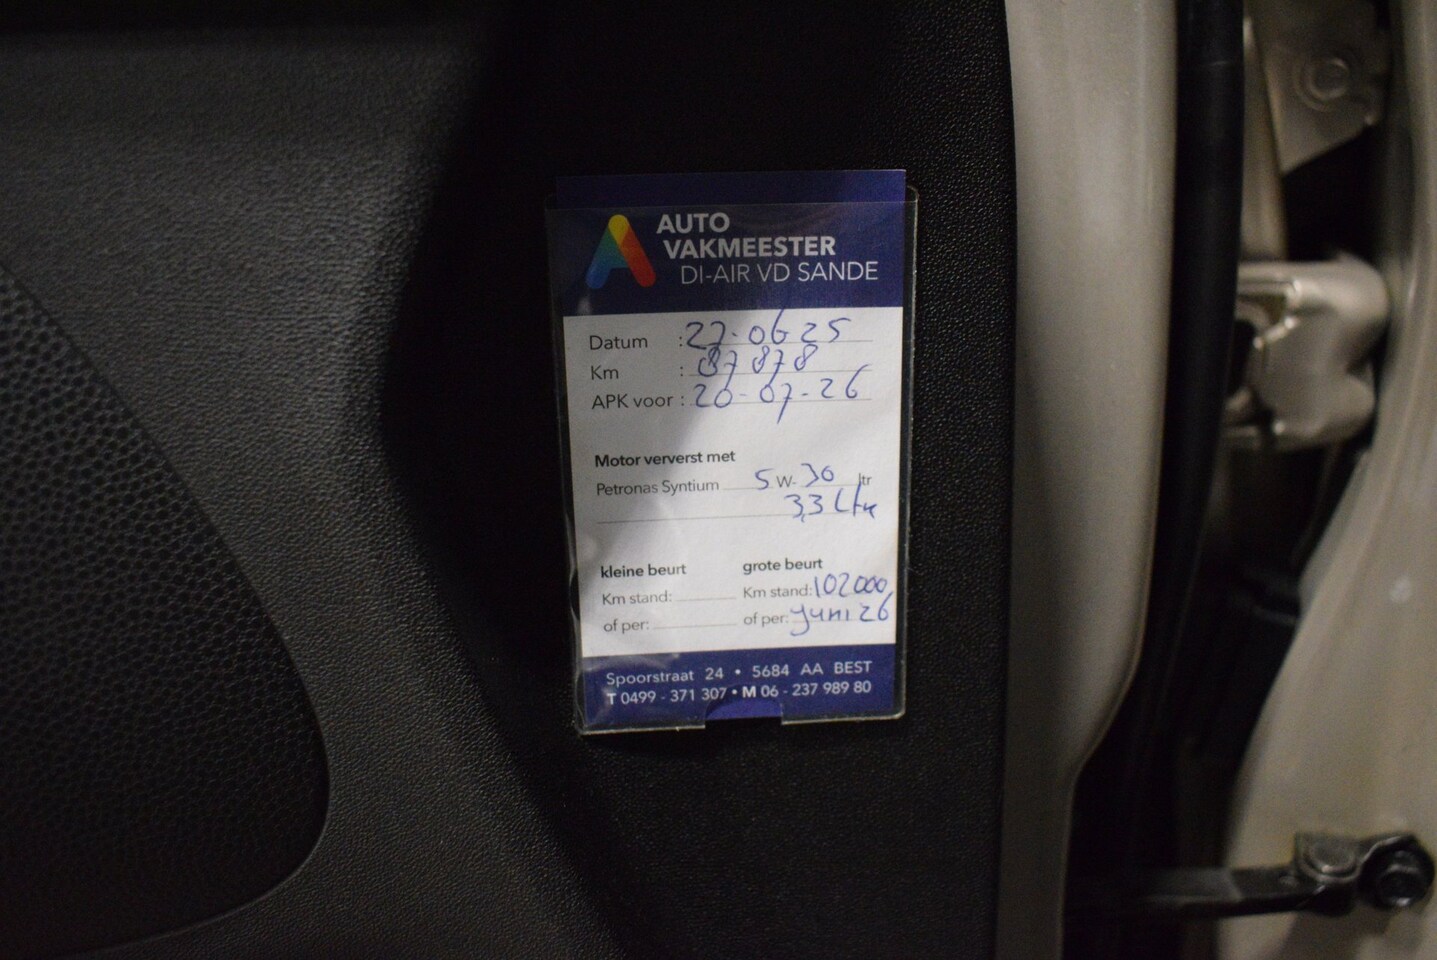 AUTO
VAKMEESTER
DI-AIR VD SANDE
Datum : 27-06 25
Km : 87878
APK voor : 20-07-26
Motor ververst met
Petronas Syntium 5 W- 30 ltr
3,3 Ltr
kleine beurt grote beurt
Km stand: Km stand: 102000
of per: of per: juni 26
Spoorstraat 24 • 5684 AA BEST
T 0499 - 371 307 • M 06 - 237 989 80